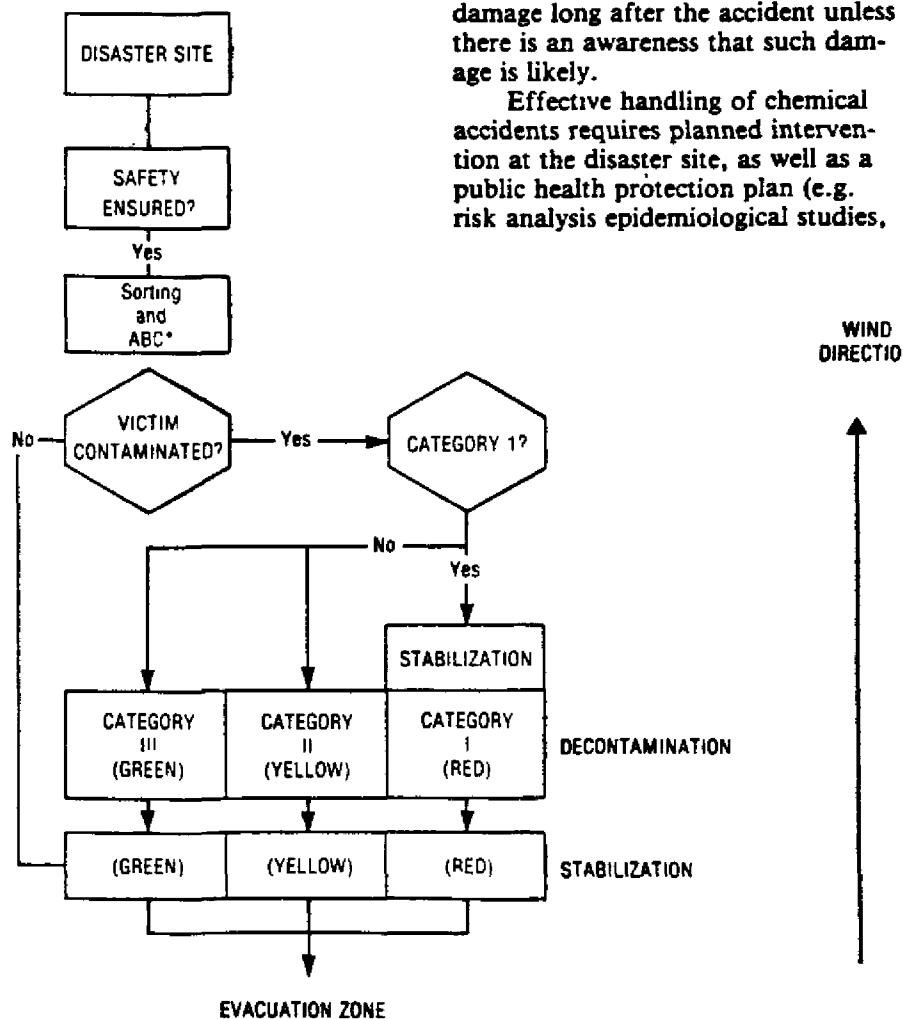 damage long after the accident unless
there is an awareness that such dam-
age is likely.
Effective handling of chemical
accidents requires planned interven-
tion at the disaster site, as well as a
public health protection plan (e.g.
risk analysis epidemiological studies,
DISASTER SITE
SAFETY
ENSURED?
Yes
Sorting
and
ABC*
WIND
DIRECTIO
VICTIM
CONTAMINATED?
No
Yes
CATEGORY 1?
No
Yes
STABILIZATION
CATEGORY
III
(GREEN)
CATEGORY
II
(YELLOW)
CATEGORY
I
(RED)
DECONTAMINATION
(GREEN)
(YELLOW)
(RED)
STABILIZATION
EVACUATION ZONE